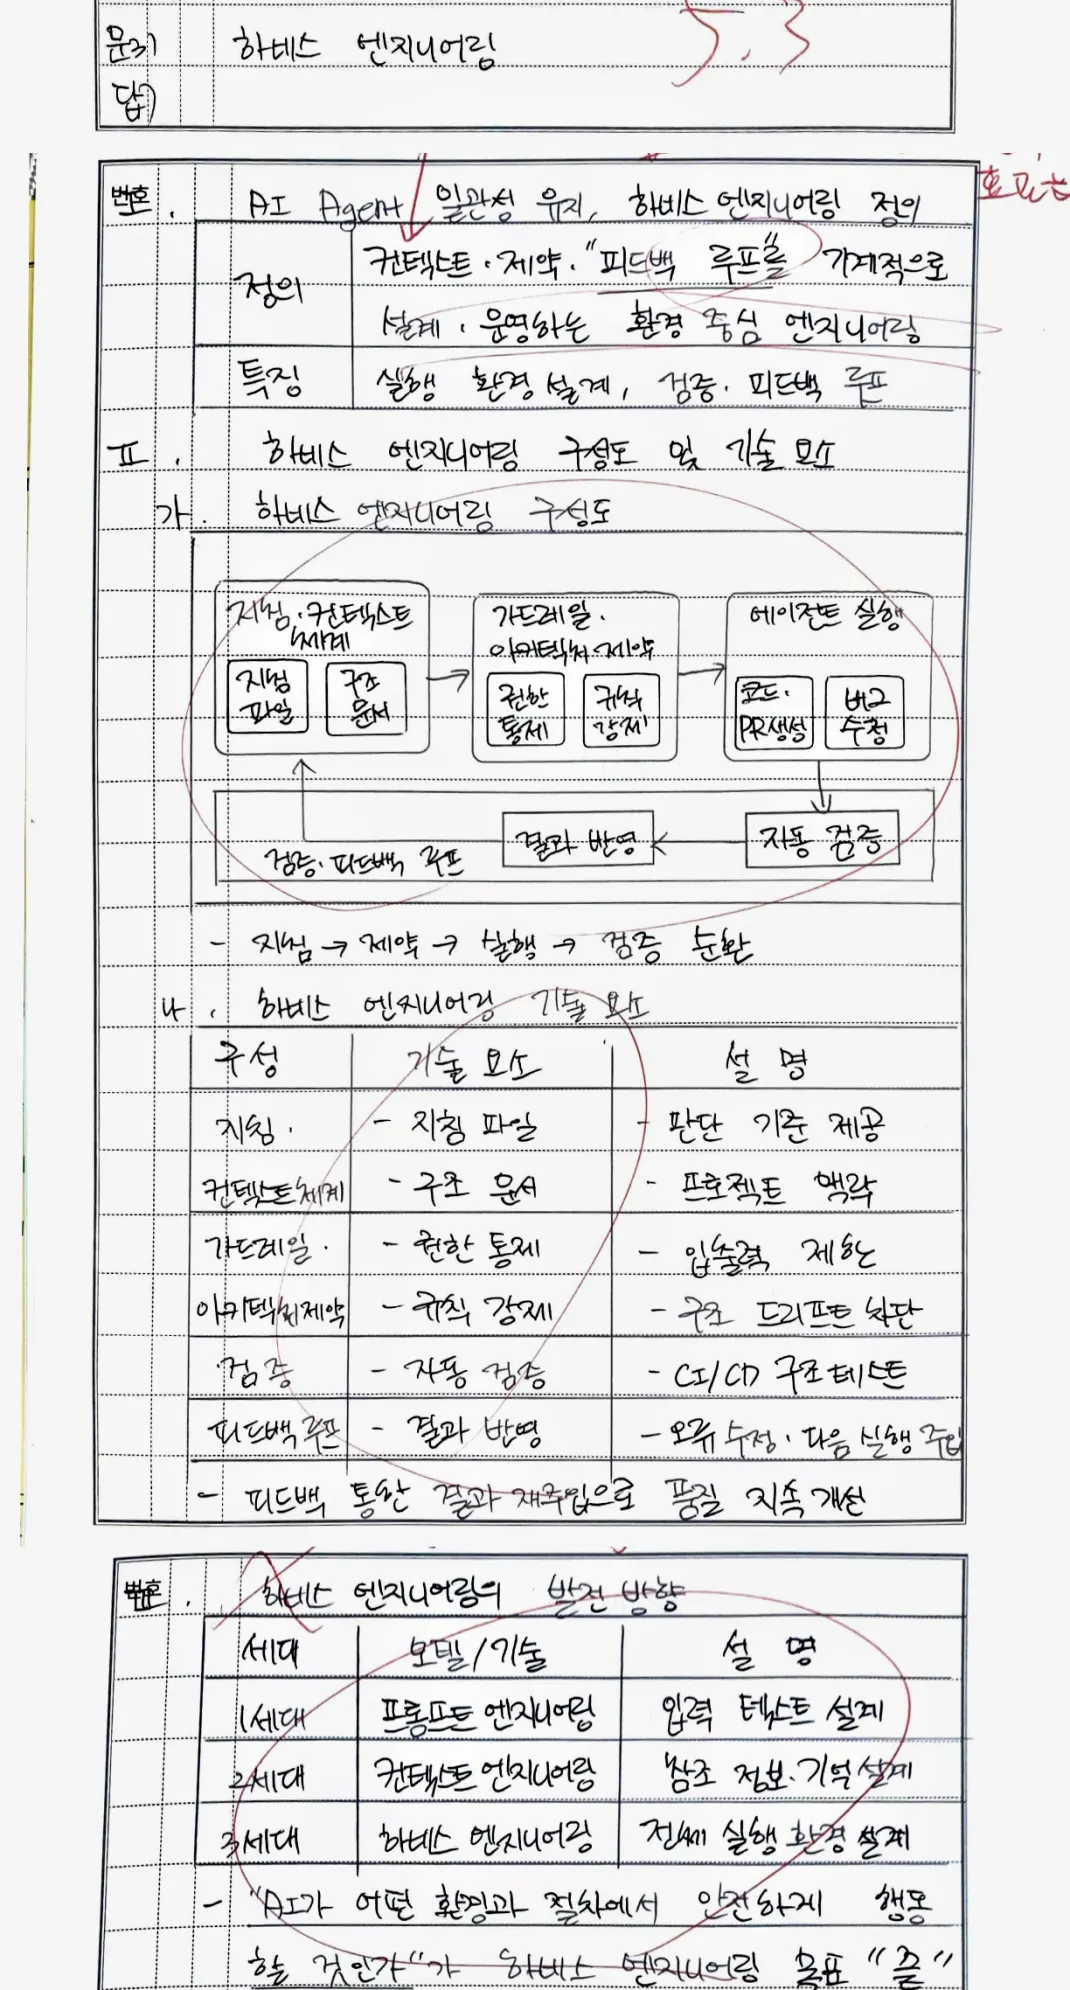 5.3
문3) 하네스 엔지니어링
답)
번호. AI Agent 일관성 유지, 하네스 엔지니어링 정의
정의 컨텍스트·제약·"피드백 루프"를 기계적으로
설계·운영하는 환경 중심 엔지니어링
특징 실행 환경 설계, 검증·피드백 루프
II. 하네스 엔지니어링 구성도 및 기술 요소
가. 하네스 엔지니어링 구성도
지침·컨텍스트 체계
지침 파일
구조 문서
가드레일·아키텍처 제약
권한 통제
규칙 강제
에이전트 실행
코드·PR생성
버그 수정
자동 검증
결과 반영
검증·피드백 루프
- 지침 → 제약 → 실행 → 검증 순환
나. 하네스 엔지니어링 기술 요소
구성 기술 요소 설명
지침· - 지침 파일 - 판단 기준 제공
컨텍스트체계 - 구조 문서 - 프로젝트 맥락
가드레일· - 권한 통제 - 입출력 제한
아키텍처제약 - 규칙 강제 - 구조 드리프트 차단
검증 - 자동 검증 - CI/CD 구조테스트
피드백 루프 - 결과 반영 - 오류 수정·다음 실행 주입
- 피드백 통한 결과 재주입으로 품질 지속 개선
번호. 하네스 엔지니어링의 발전 방향
세대 모델/기술 설명
1세대 프롬프트 엔지니어링 입력 텍스트 설계
2세대 컨텍스트 엔지니어링 참조 정보·기억 설계
3세대 하네스 엔지니어링 전체 실행 환경 설계
- "AI가 어떤 환경과 절차에서 안전하게 행동
할 것인가"가 하네스 엔지니어링 목표 "끝"